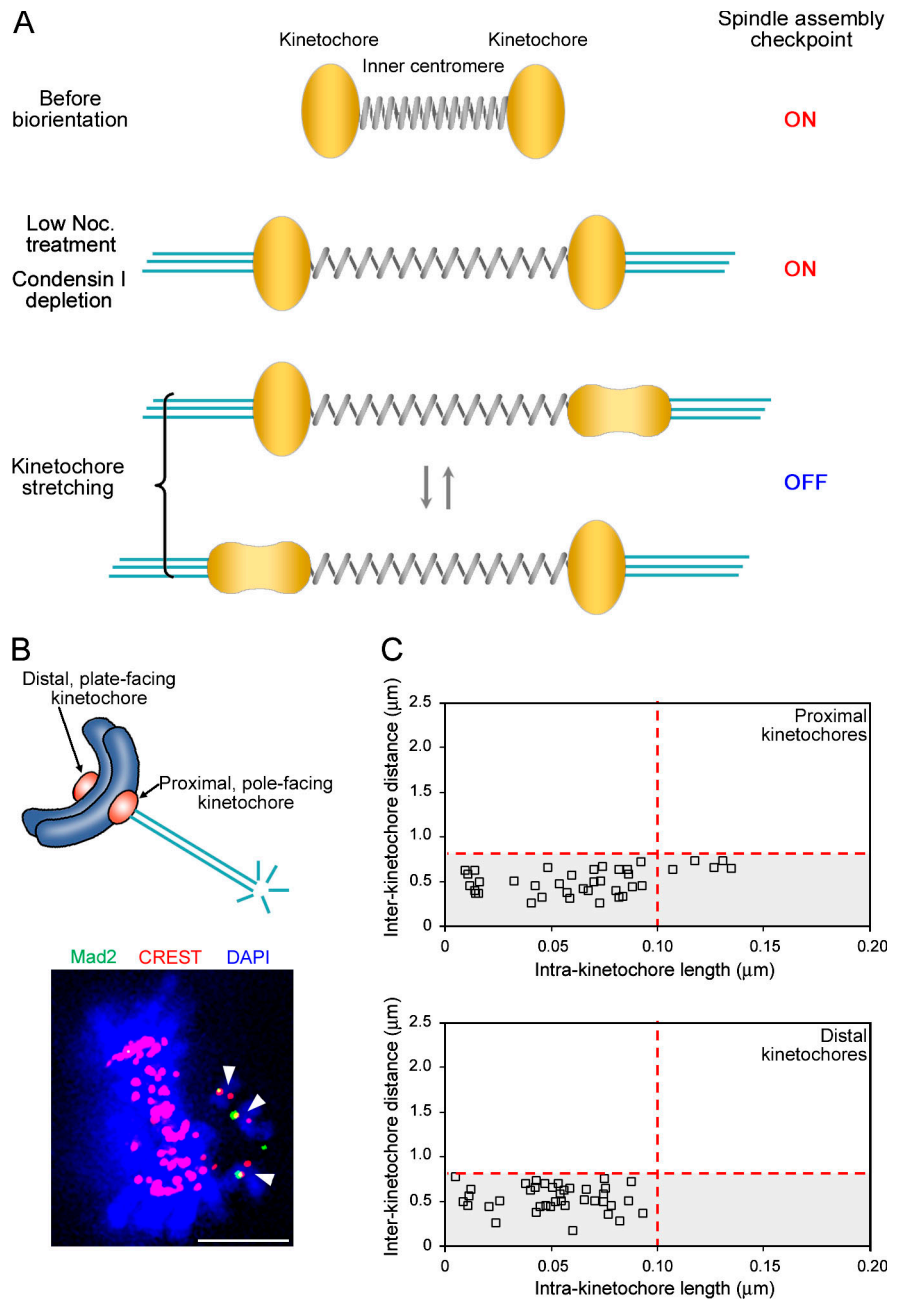 A
Spindle assembly
checkpoint
Kinetochore
Kinetochore
Inner centromere
Before
biorientation
ON
Low Noc.
treatment
Condensin I
depletion
ON
Kinetochore
stretching
OFF
B
Distal, plate-facing
kinetochore
Proximal, pole-facing
kinetochore
Mad2 CREST DAPI
C
Inter-kinetochore distance (μm)
2.5
2.0
1.5
1.0
0.5
0
Proximal
kinetochores
0 0.05 0.10 0.15 0.20
Intra-kinetochore length (μm)
Inter-kinetochore distance (μm)
2.5
2.0
1.5
1.0
0.5
0
Distal
kinetochores
0 0.05 0.10 0.15 0.20
Intra-kinetochore length (μm)